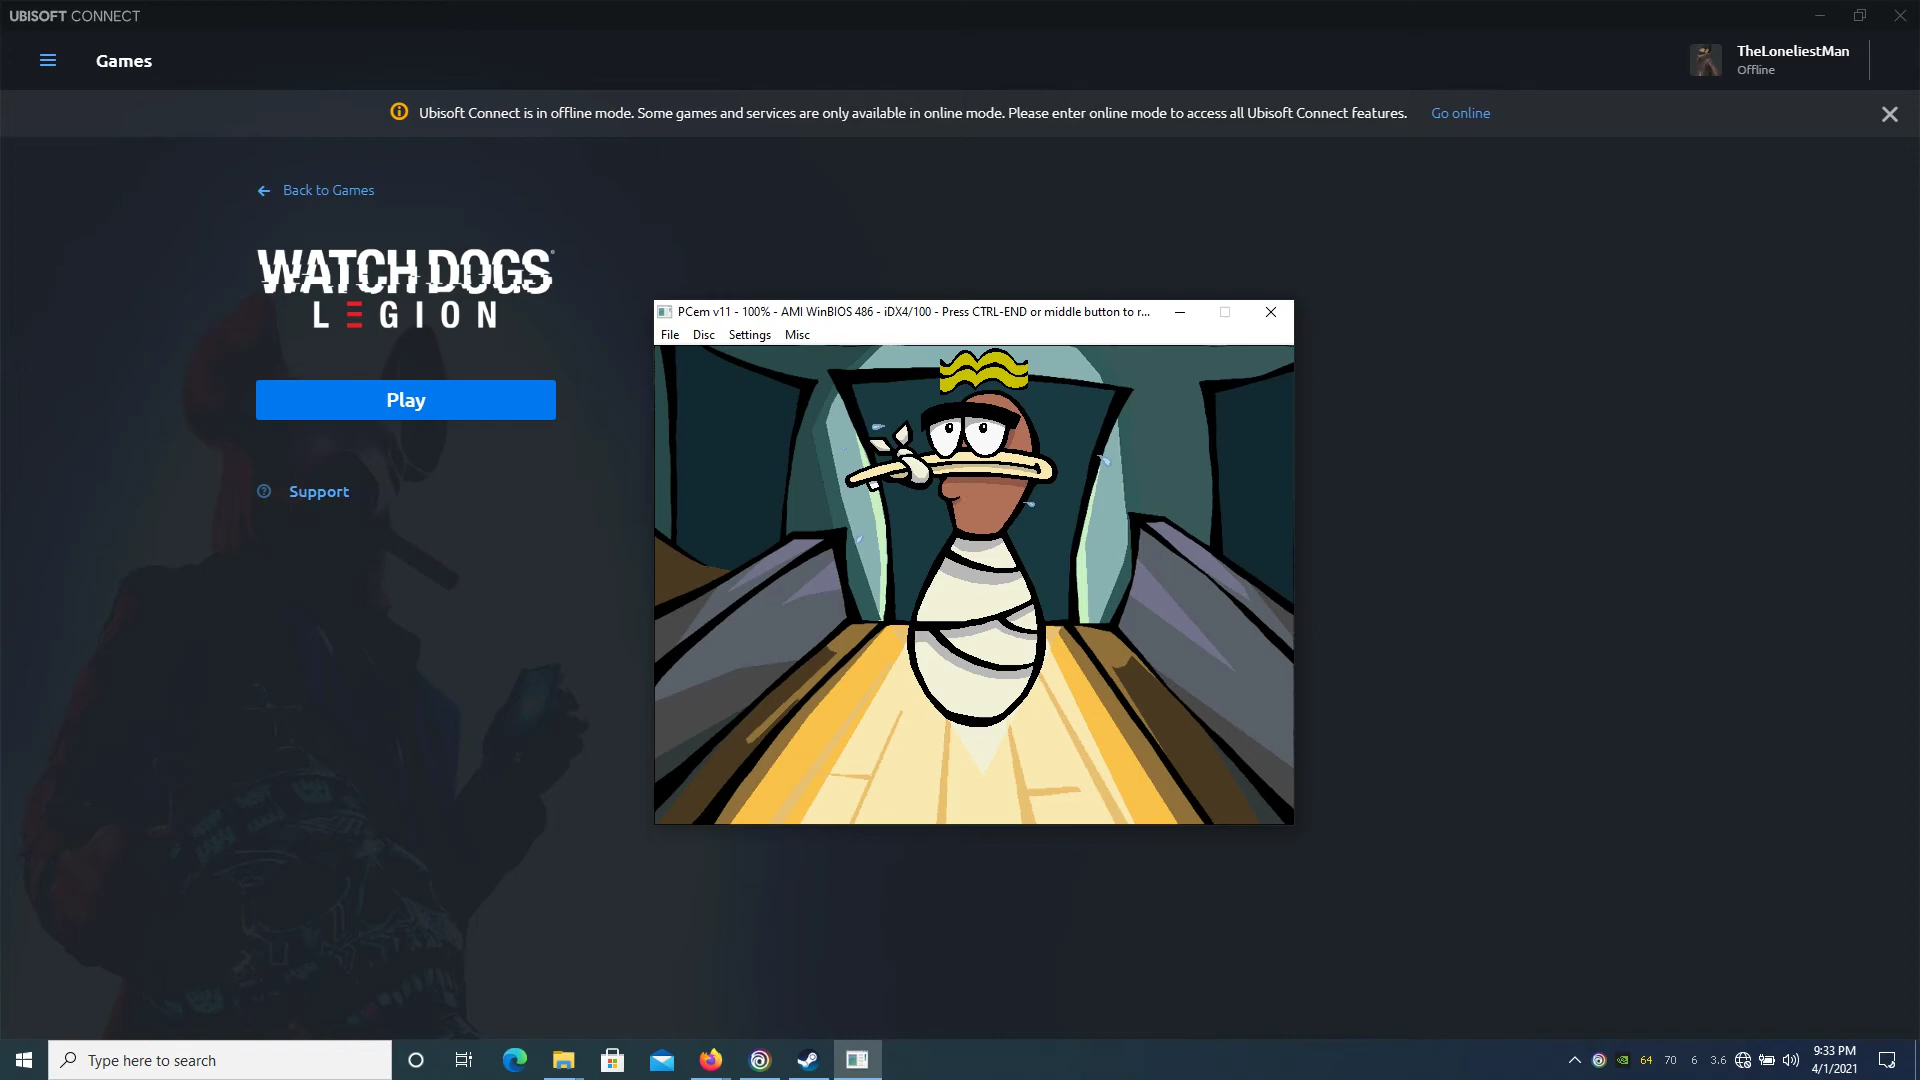 UBISOFT CONNECT
Games
TheLoneliestMan
Offline
Ubisoft Connect is in offline mode. Some games and services are only available in online mode. Please enter online mode to access all Ubisoft Connect features. Go online
Back to Games
WATCH DOGS
LEGION
Play
Support
PCem v11 - 100% - AMI WinBIOS 486 - iDX4/100 - Press CTRL-END or middle button to r...
File Disc Settings Misc
Type here to search
64 70 6 3.6
9:33 PM
4/1/2021